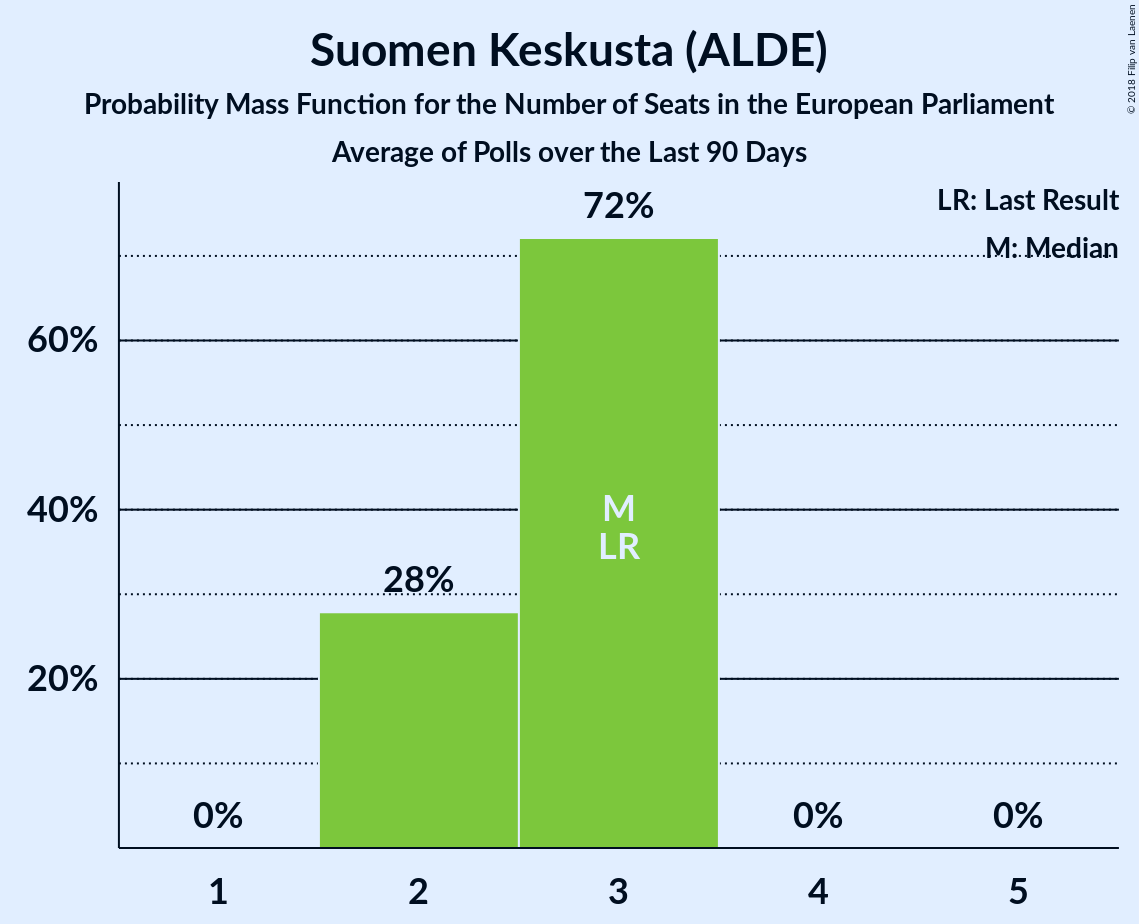 Suomen Keskusta (ALDE)
Probability Mass Function for the Number of Seats in the European Parliament
Average of Polls over the Last 90 Days
© 2018 Filip van Laenen
LR: Last Result
M: Median
72%
60%
40%
M
LR
28%
20%
0%
0%
0%
1
2
3
4
5